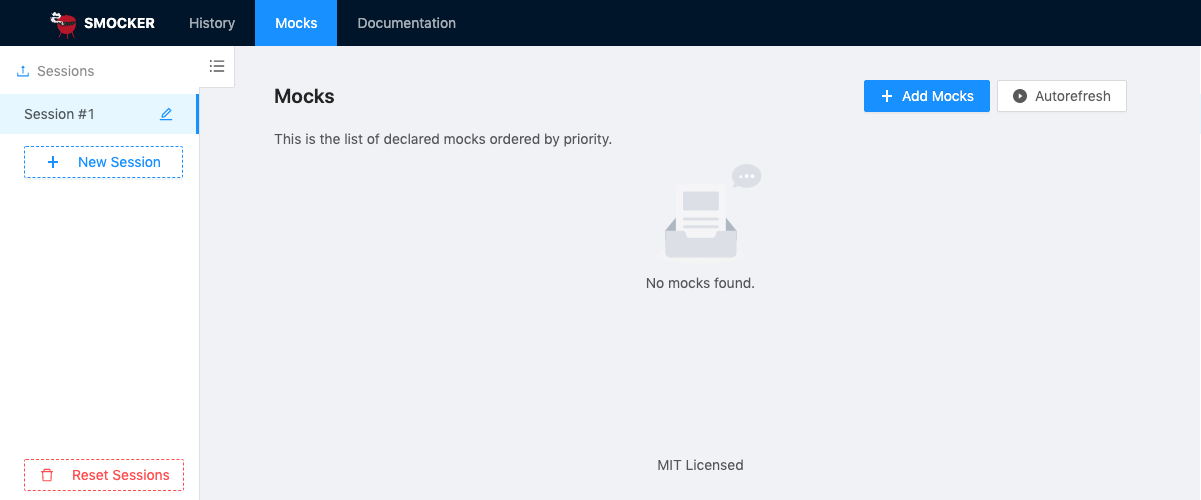 SMOCKER History Mocks Documentation
Sessions
Session #1
New Session
Reset Sessions
Mocks
Add Mocks Autorefresh
This is the list of declared mocks ordered by priority.
No mocks found.
MIT Licensed